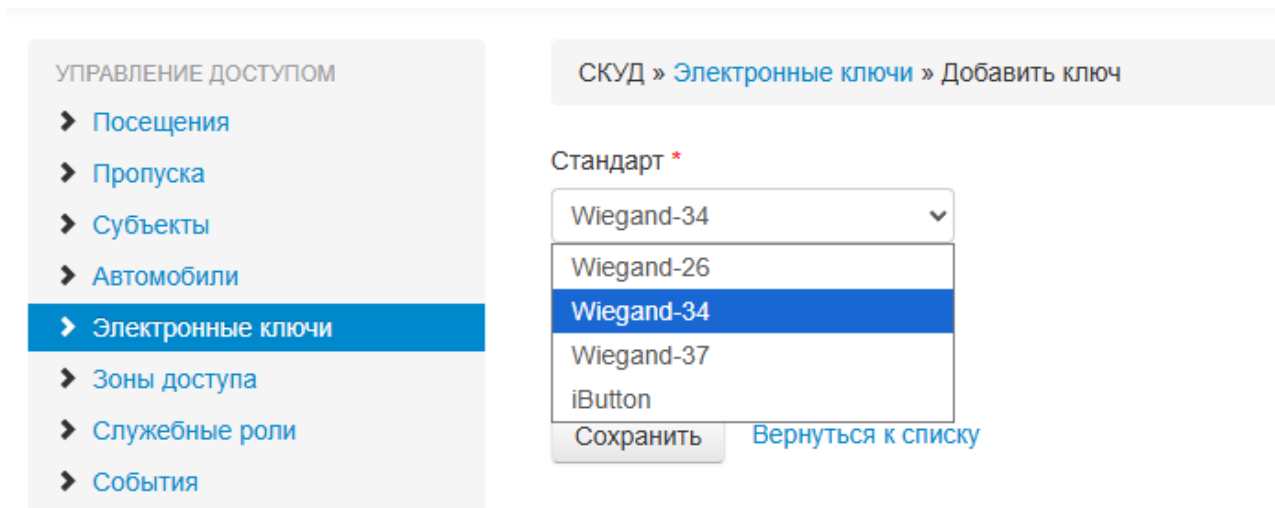 УПРАВЛЕНИЕ ДОСТУПОМ
Посещения
Пропуска
Субъекты
Автомобили
Электронные ключи
Зоны доступа
Служебные роли
События
СКУД » Электронные ключи » Добавить ключ
Стандарт *
Wiegand-34
Wiegand-26
Wiegand-34
Wiegand-37
iButton
Сохранить Вернуться к списку